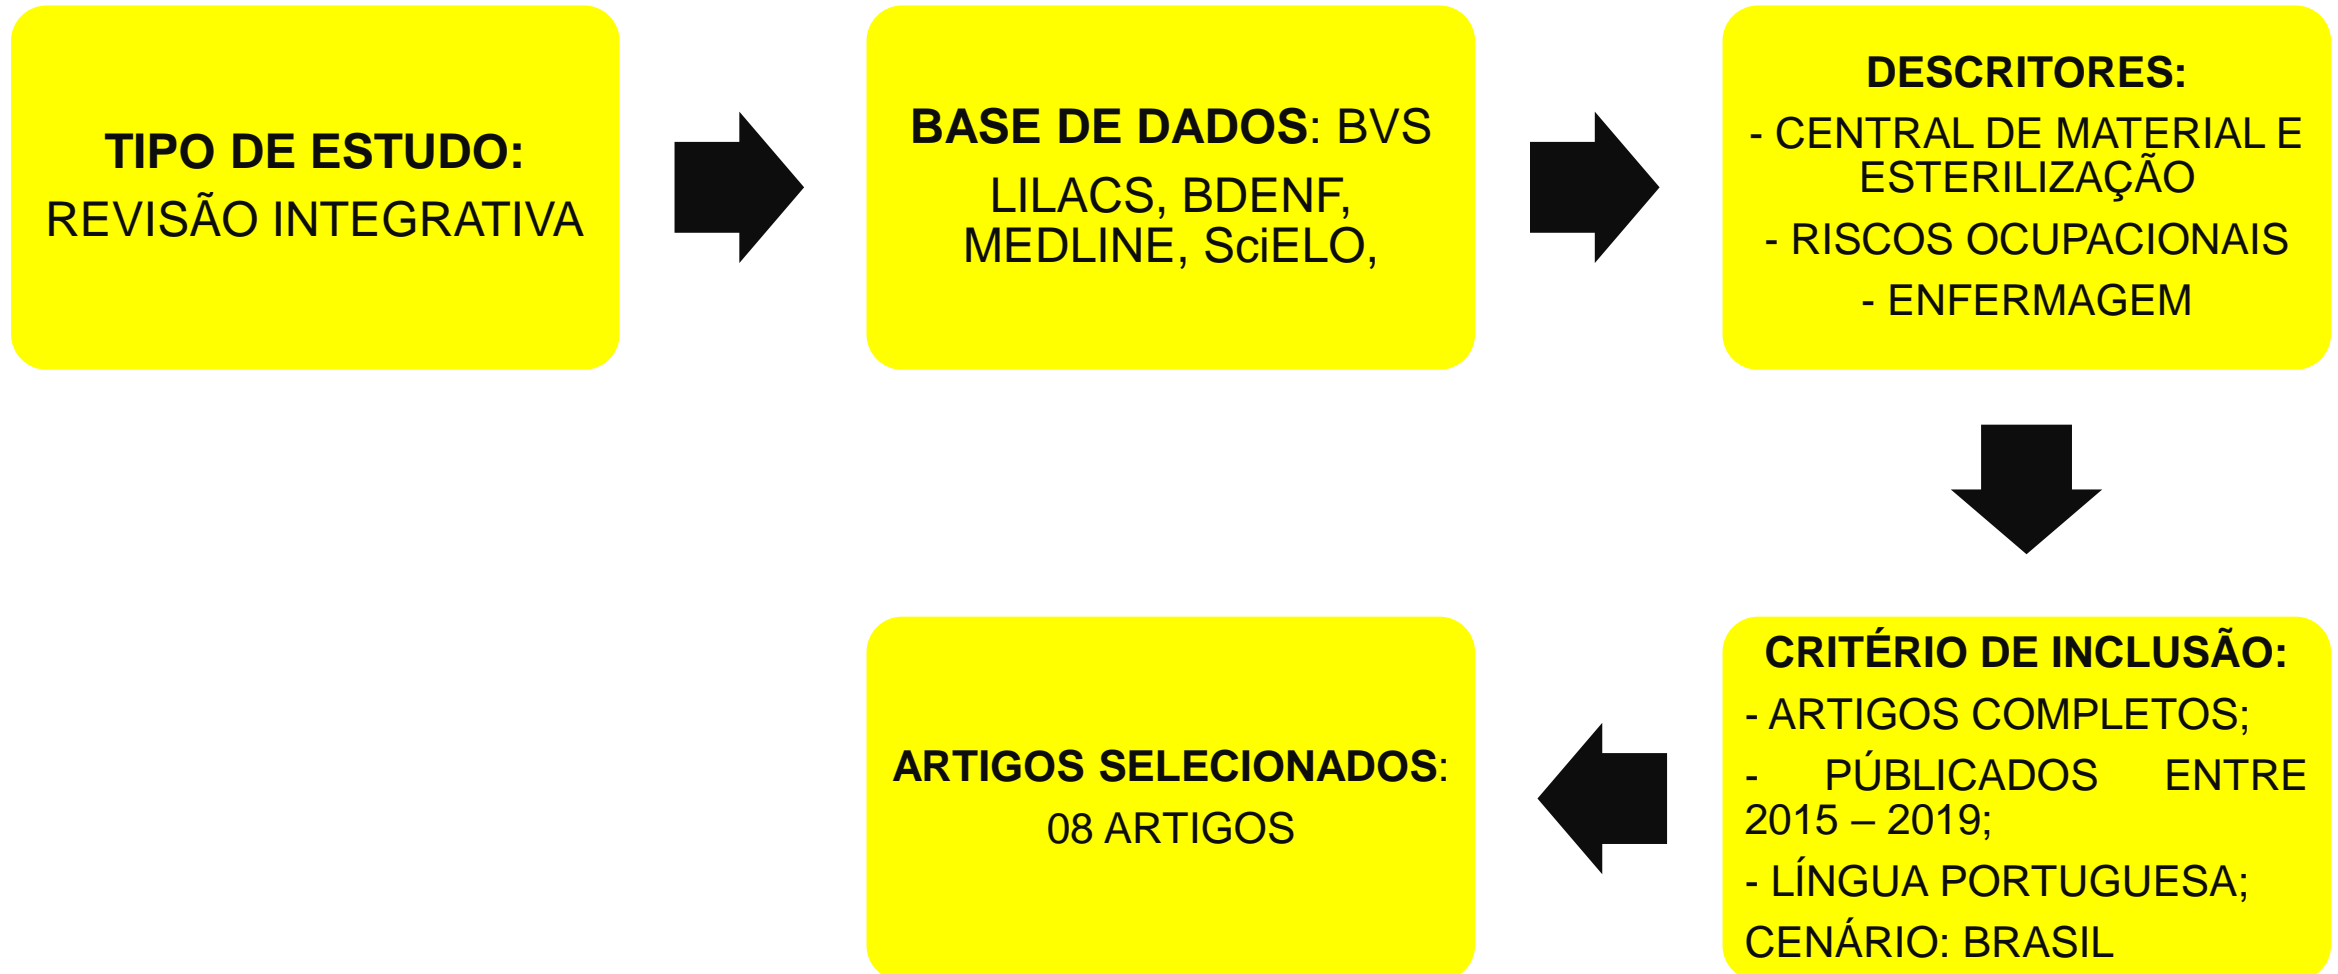 TIPO DE ESTUDO:
REVISÃO INTEGRATIVA
BASE DE DADOS: BVS
LILACS, BDENF,
MEDLINE, SciELO,
DESCRITORES:
- CENTRAL DE MATERIAL E
ESTERILIZAÇÃO
- RISCOS OCUPACIONAIS
- ENFERMAGEM
CRITÉRIO DE INCLUSÃO:
- ARTIGOS COMPLETOS;
- PÚBLICADOS ENTRE
2015 – 2019;
- LÍNGUA PORTUGUESA;
CENÁRIO: BRASIL
ARTIGOS SELECIONADOS:
08 ARTIGOS